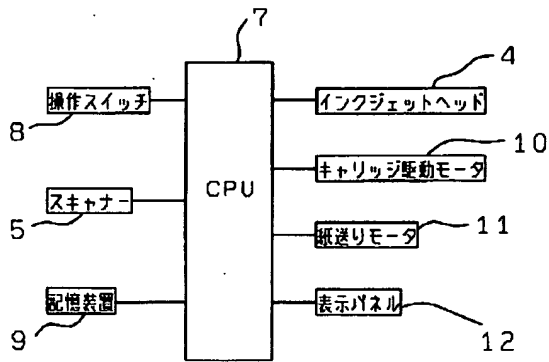 7
4
操作スイッチ
インクジェットヘッド
8
10
キャリッジ駆動モータ
CPU
スキャナー
5
11
紙送りモータ
記憶装置
表示パネル
9
12